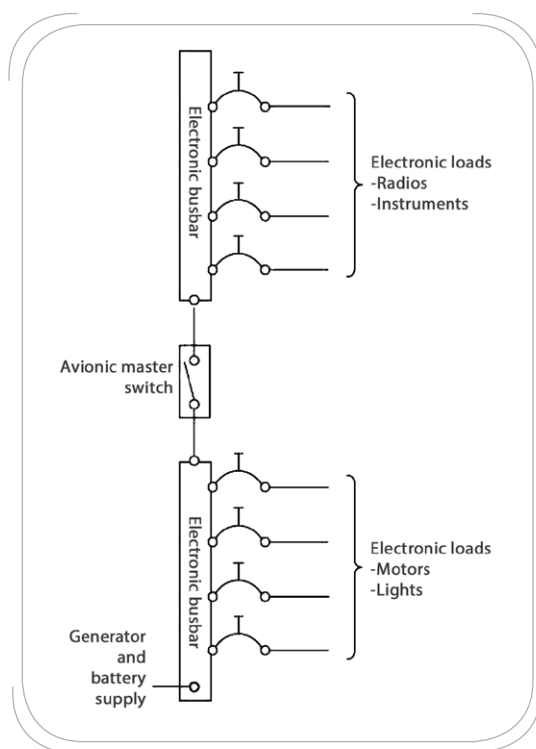 Electronic busbar
Electronic loads
-Radios
-Instruments
Avionic master
switch
Electronic busbar
Electronic loads
-Motors
-Lights
Generator
and
battery
supply